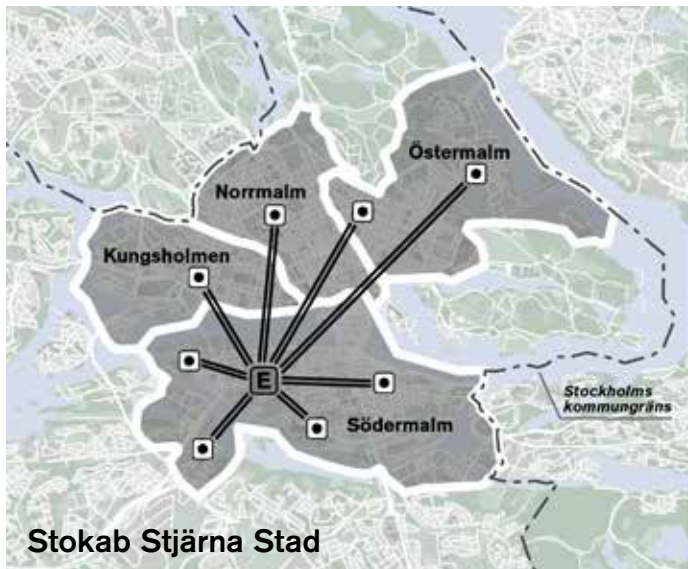 Östermalm
Norrmalm
Kungsholmen
E
Stockholms
kommungräns
Södermalm
Stokab Stjärna Stad